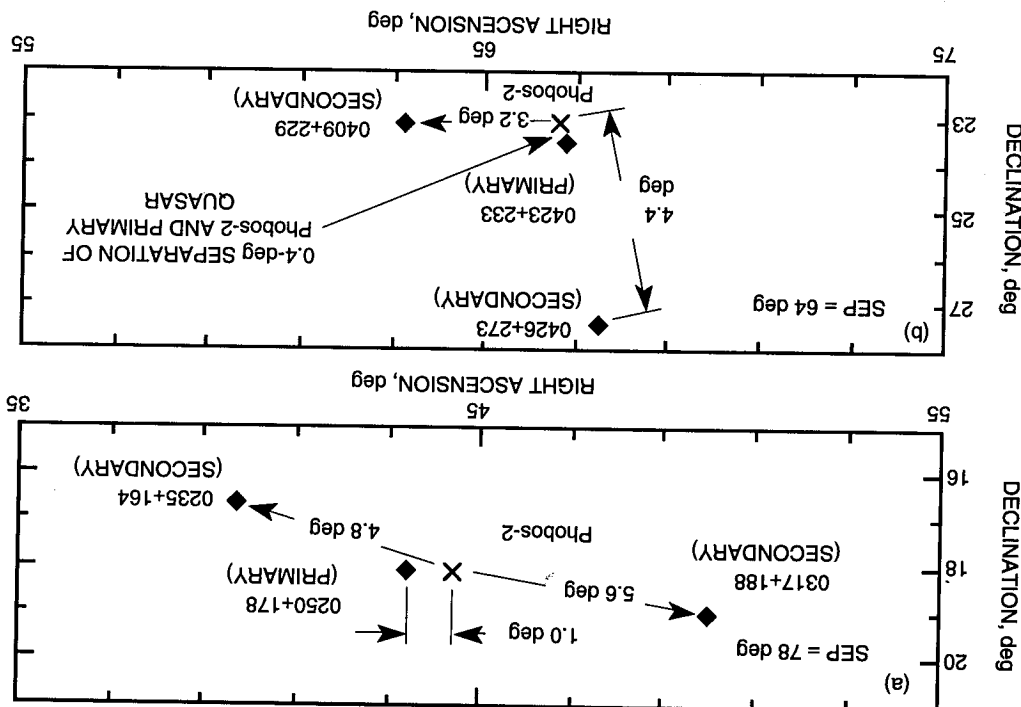 (a)
SEP = 78 deg
1.0 deg
0317+188
(SECONDARY)
5.6 deg
0250+178
(PRIMARY)
Phobos-2
4.8 deg
0235+164
(SECONDARY)
DECLINATION, deg
20
18
16
55
45
35
RIGHT ASCENSION, deg
(b)
SEP = 64 deg
0426+273
(SECONDARY)
0.4-deg SEPARATION OF
Phobos-2 AND PRIMARY
QUASAR
4.4
deg
0423+233
(PRIMARY)
3.2 deg
Phobos-2
0409+229
(SECONDARY)
DECLINATION, deg
27
25
23
75
65
55
RIGHT ASCENSION, deg